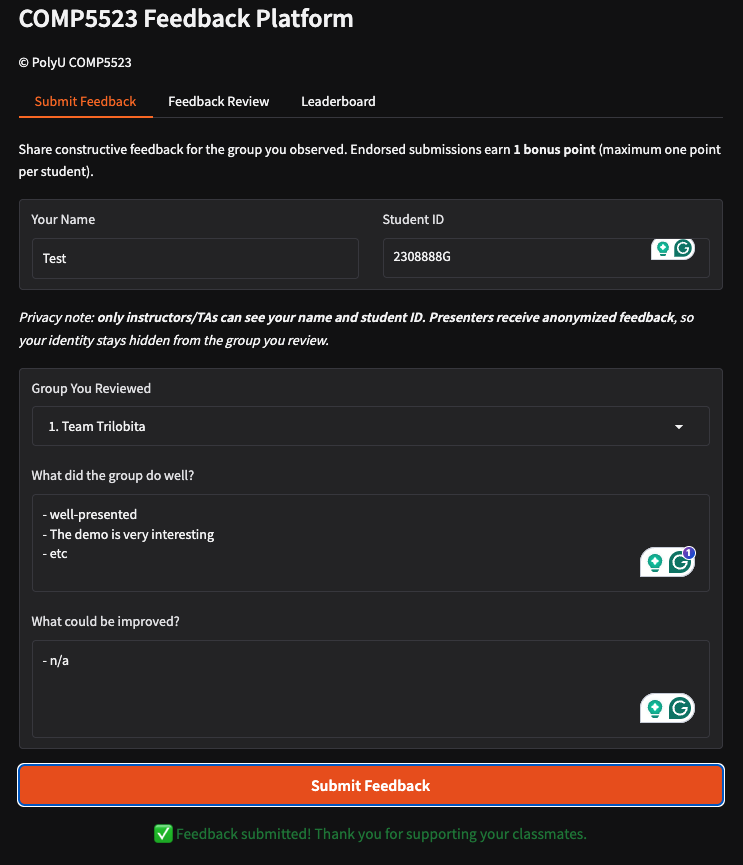 COMP5523 Feedback Platform
© PolyU COMP5523
Submit Feedback Feedback Review Leaderboard
Share constructive feedback for the group you observed. Endorsed submissions earn 1 bonus point (maximum one point
per student).
Your Name Student ID
Test 2308888G
Privacy note: only instructors/TAs can see your name and student ID. Presenters receive anonymized feedback, so
your identity stays hidden from the group you review.
Group You Reviewed
1. Team Trilobita
What did the group do well?
- well-presented
- The demo is very interesting
- etc
1
What could be improved?
- n/a
Submit Feedback
Feedback submitted! Thank you for supporting your classmates.